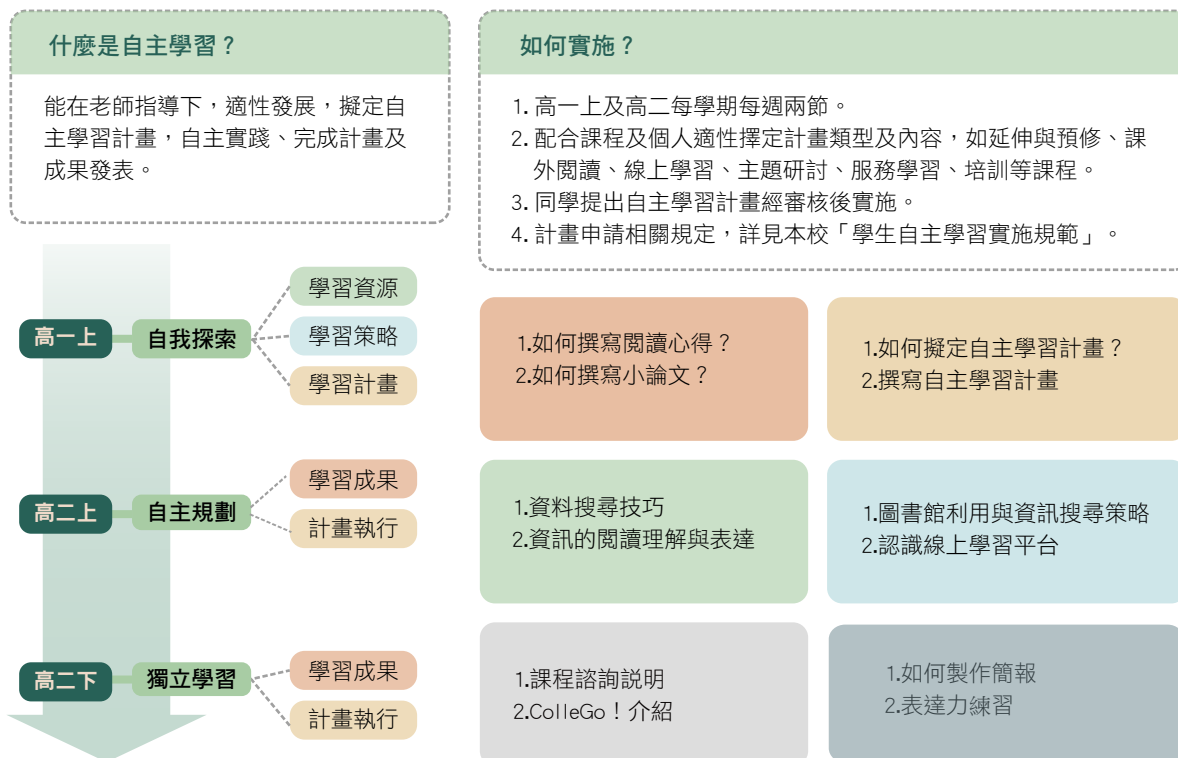 什麼是自主學習？
能在老師指導下，適性發展，擬定自
主學習計畫，自主實踐、完成計畫及
成果發表。
如何實施？
1. 高一上及高二每學期每週兩節。
2. 配合課程及個人適性擇定計畫類型及內容，如延伸與預修、課
外閱讀、線上學習、主題研討、服務學習、培訓等課程。
3. 同學提出自主學習計畫經審核後實施。
4. 計畫申請相關規定，詳見本校「學生自主學習實施規範」。
高一上
自我探索
學習資源
學習策略
學習計畫
高二上
自主規劃
學習成果
計畫執行
高二下
獨立學習
學習成果
計畫執行
1.如何撰寫閱讀心得？
2.如何撰寫小論文？
1.如何擬定自主學習計畫？
2.撰寫自主學習計畫
1.資料搜尋技巧
2.資訊的閱讀理解與表達
1.圖書館利用與資訊搜尋策略
2.認識線上學習平台
1.課程諮詢說明
2.ColleGo！介紹
1.如何製作簡報
2.表達力練習